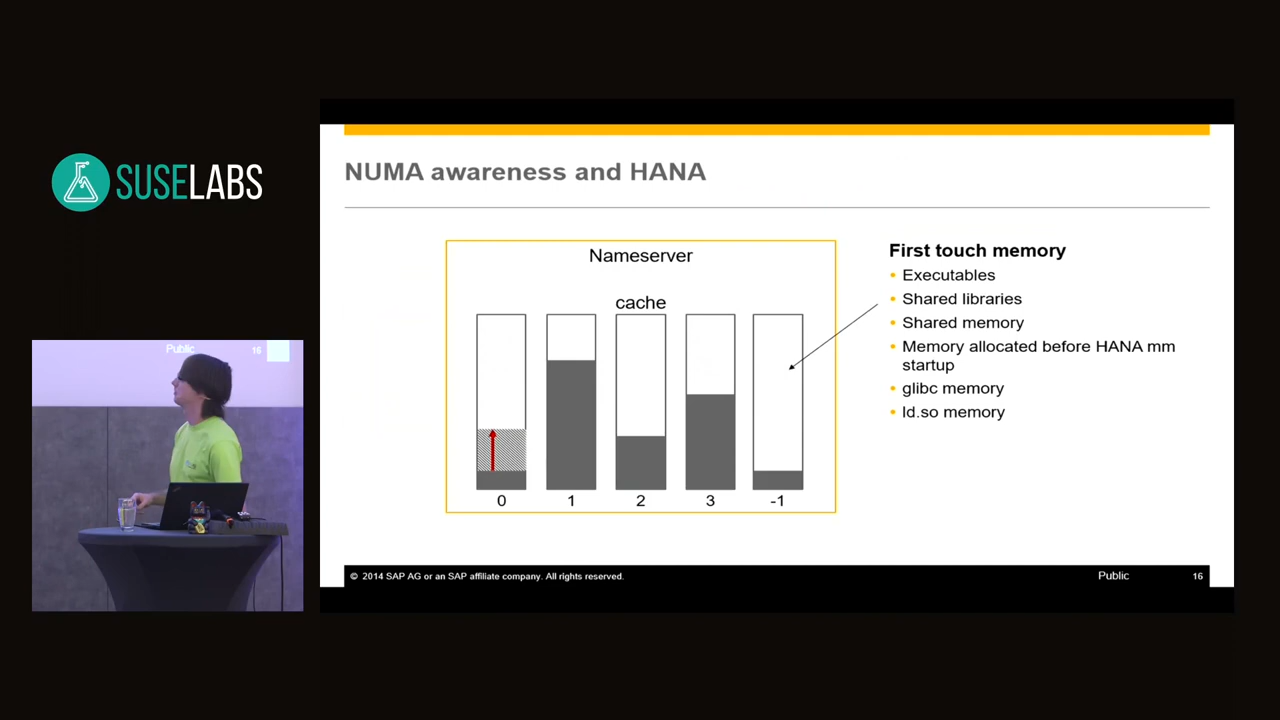 SUSELABS
NUMA awareness and HANA
Nameserver
cache
0 1 2 3 -1
First touch memory
• Executables
• Shared libraries
• Shared memory
• Memory allocated before HANA mm
startup
• glibc memory
• ld.so memory
© 2014 SAP AG or an SAP affiliate company. All rights reserved.
Public
16
Public
16